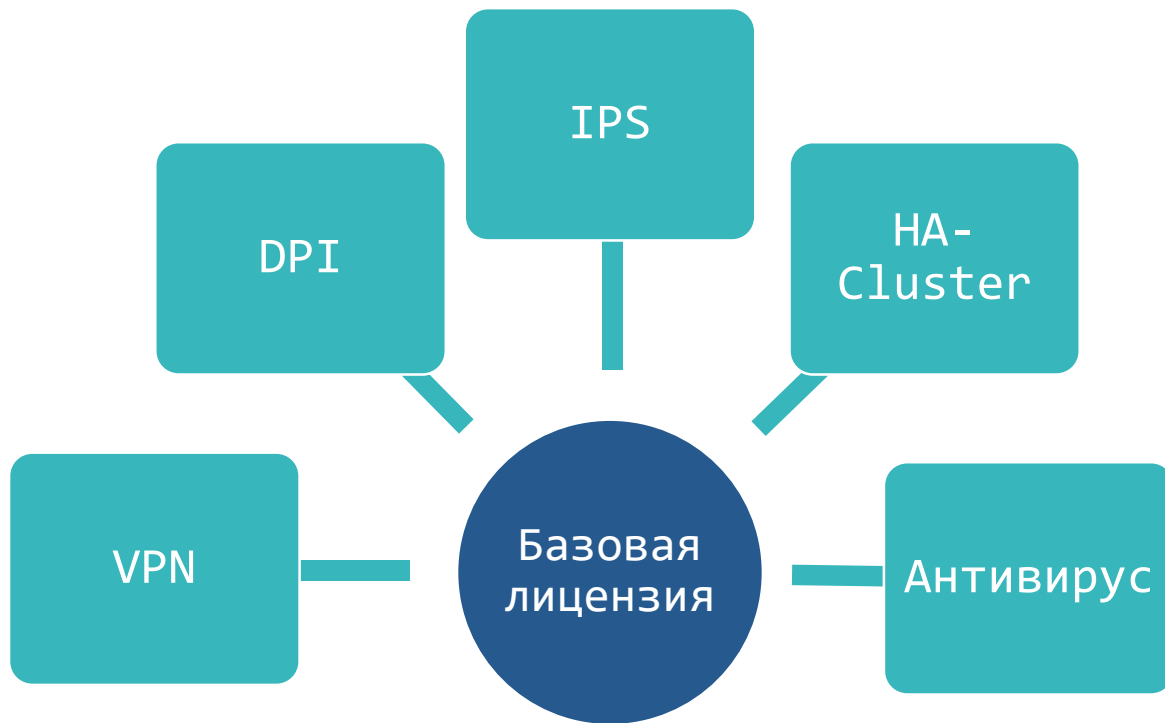 IPS
DPI
HA-
Cluster
VPN
Базовая
лицензия
Антивирус